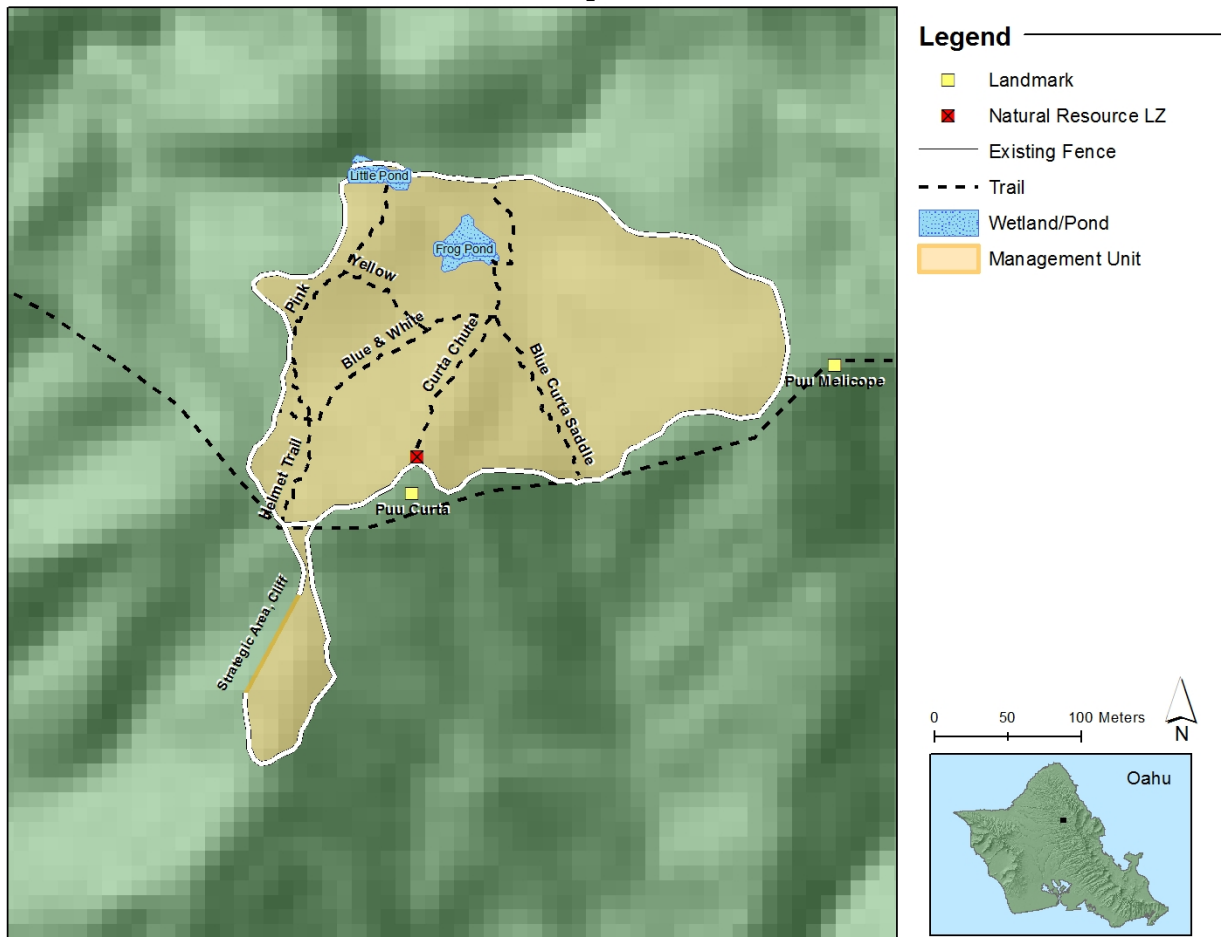 Legend
Landmark
Natural Resource LZ
Existing Fence
Trail
Wetland/Pond
Management Unit
Little Pond
Frog Pond
Yellow
Pink
Blue & White
Curta Chute
Blue Curta Saddle
Puu Melicope
Helmet Trail
Puu Curta
Strategic Area, Cliff
0 50 100 Meters
N
Oahu